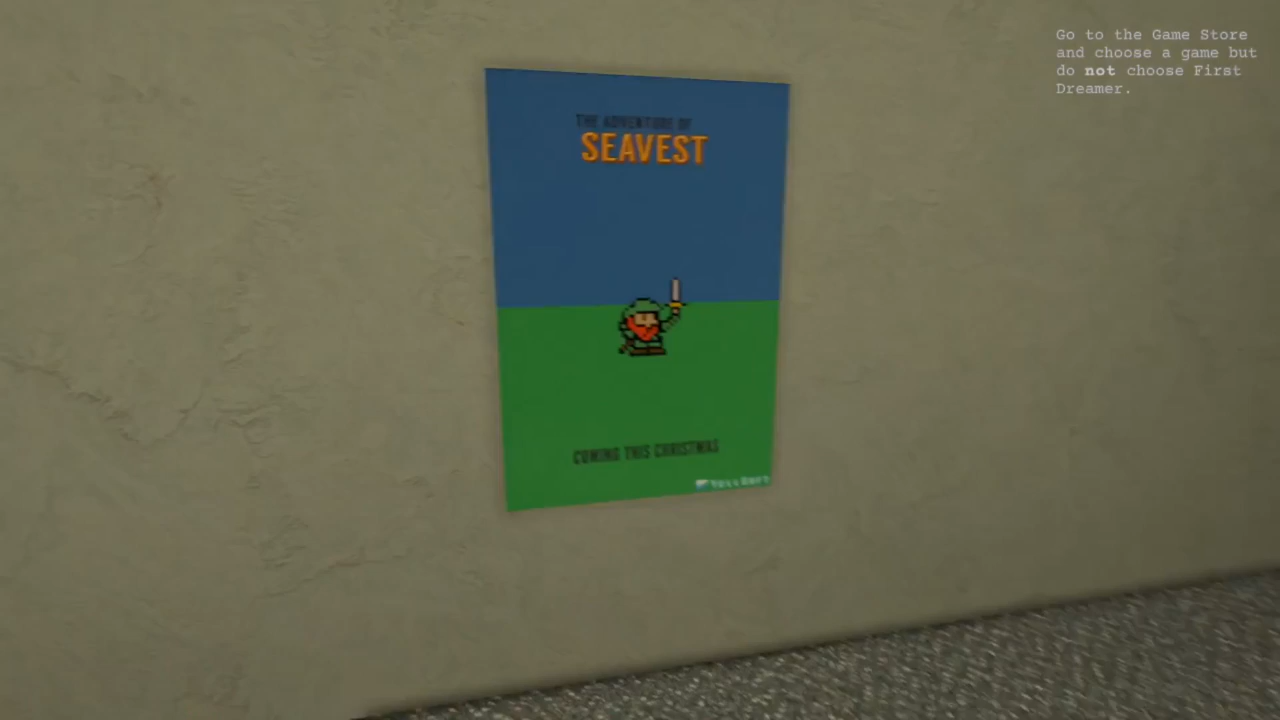 Go to the Game Store
and choose a game but
do not choose First
Dreamer.
THE ADVENTURE OF
SEAVEST
COMING THIS CHRISTMAS